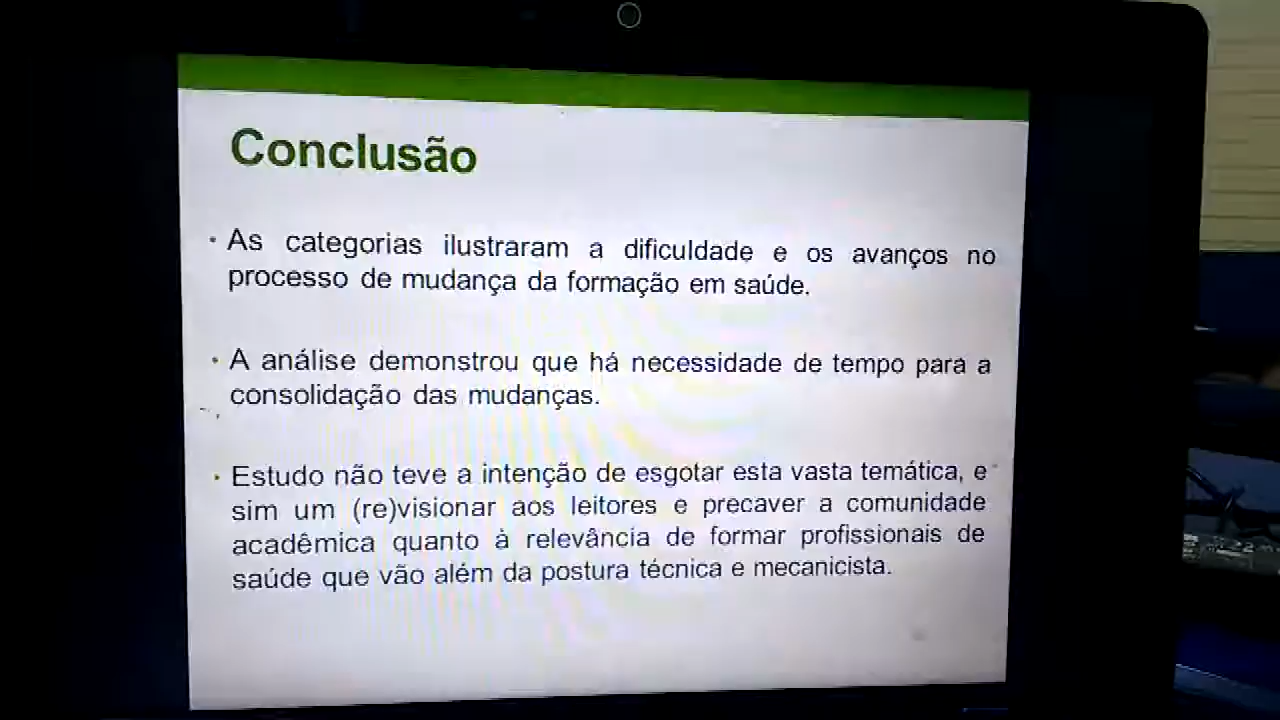 Conclusão
• As categorias ilustraram a dificuldade e os avanços no
processo de mudança da formação em saúde.
• A análise demonstrou que há necessidade de tempo para a
consolidação das mudanças.
• Estudo não teve a intenção de esgotar esta vasta temática, e
sim um (re)visionar aos leitores e precaver a comunidade
acadêmica quanto à relevância de formar profissionais de
saúde que vão além da postura técnica e mecanicista.